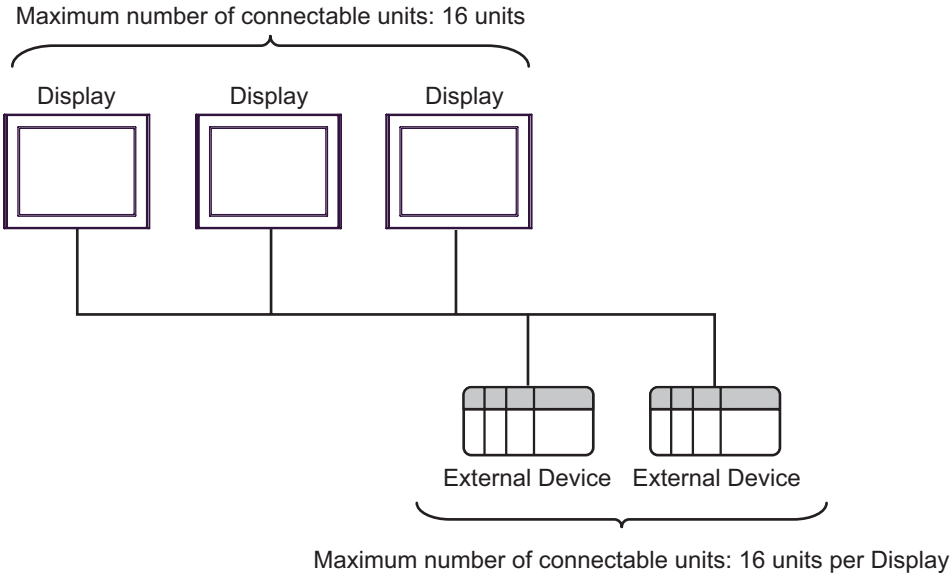 Maximum number of connectable units: 16 units
Display
Display
Display
External Device
External Device
Maximum number of connectable units: 16 units per Display